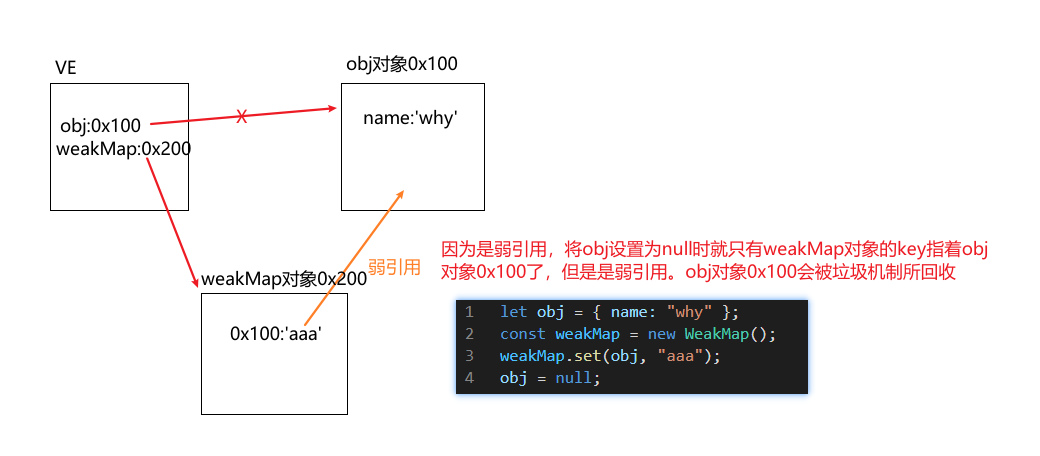 VE
obj对象0x100
obj:0x100
weakMap:0x200
X
name:'why'
弱引用
weakMap对象0x200
0x100:'aaa'
因为是弱引用，将obj设置为null时就只有weakMap对象的key指着obj
对象0x100了，但是是弱引用。obj对象0x100会被垃圾机制所回收
1 let obj = { name: "why" };
2 const weakMap = new WeakMap();
3 weakMap.set(obj, "aaa");
4 obj = null;